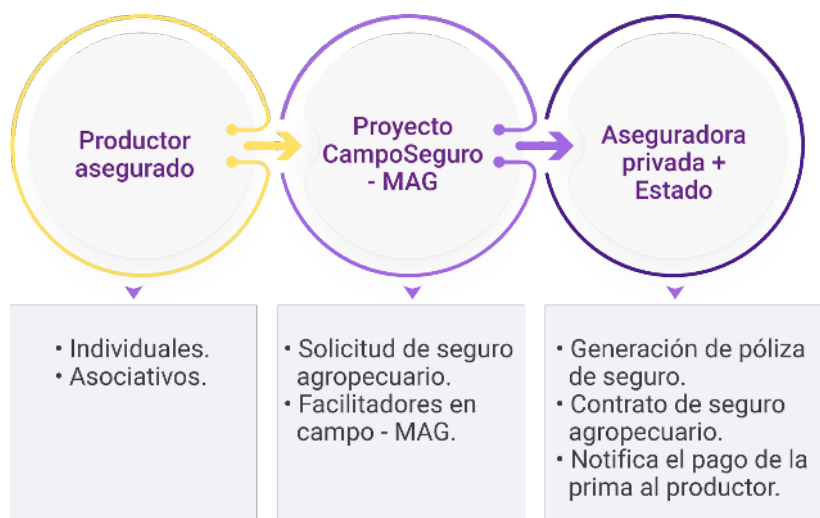 Productor
asegurado
Proyecto
CampoSeguro
- MAG
Aseguradora
privada +
Estado
• Individuales.
• Asociativos.
• Solicitud de seguro
agropecuario.
• Facilitadores en
campo - MAG.
• Generación de póliza
de seguro.
• Contrato de seguro
agropecuario.
• Notifica el pago de la
prima al productor.